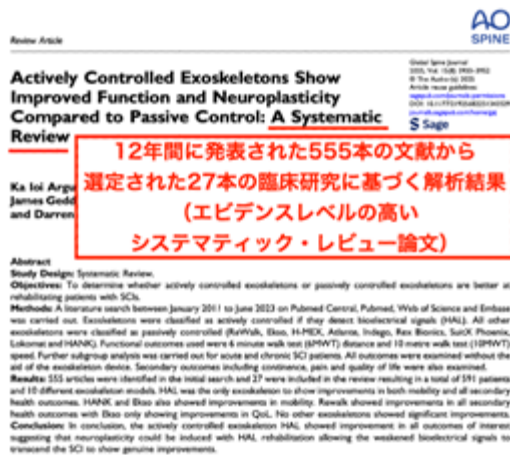 AO
SPINE
Review Article
Global Spine Journal
© The Author(s) 2025
Article reuse guidelines:
Sage
Actively Controlled Exoskeletons Show
Improved Function and Neuroplasticity
Compared to Passive Control: A Systematic
Review
12年間に発表された555本の文献から
選定された27本の臨床研究に基づく解析結果
(エビデンスレベルの高い
システマティック・レビュー論文)
Ka Ioi Argu
James Gedd
and Darren
Abstract
Study Design: Systematic Review.
Objectives: To determine whether actively controlled exoskeletons or passively controlled exoskeletons are better at
rehabilitating patients with SCIs.
Methods: A literature search between January 2011 to June 2023 on Pubmed Central, Pubmed, Web of Science and Embase
was carried out. Exoskeletons were classified as actively controlled if they detect bioelectrical signals (HAL). All other
exoskeletons were classified as passively controlled (ReWalk, Ekso, H-MEX, Atlante, Indego, Rex Bionics, SuitX Phoenix,
Lokomat and HANK). Functional outcomes used were 6 minute walk test (6MWT) distance and 10 metre walk test (10MWT)
speed. Further subgroup analysis was carried out for acute and chronic SCI patients. All outcomes were examined without the
aid of the exoskeleton device. Secondary outcomes including continence, pain and quality of life were also examined.
Results: 555 articles were identified in the initial search and 27 were included in the review resulting in a total of 591 patients
and 10 different exoskeleton models. HAL was the only exoskeleton to show improvements in both mobility and all secondary
health outcomes. HANK and Ekso also showed improvements in mobility. Rewalk showed improvements in all secondary
health outcomes with Ekso only showing improvements in QoL. No other exoskeletons showed significant improvements.
Conclusion: In conclusion, the actively controlled exoskeleton HAL showed improvement in all outcomes of interest
suggesting that neuroplasticity could be induced with HAL rehabilitation allowing the weakened bioelectrical signals to
transcend the SCI to show genuine improvements.